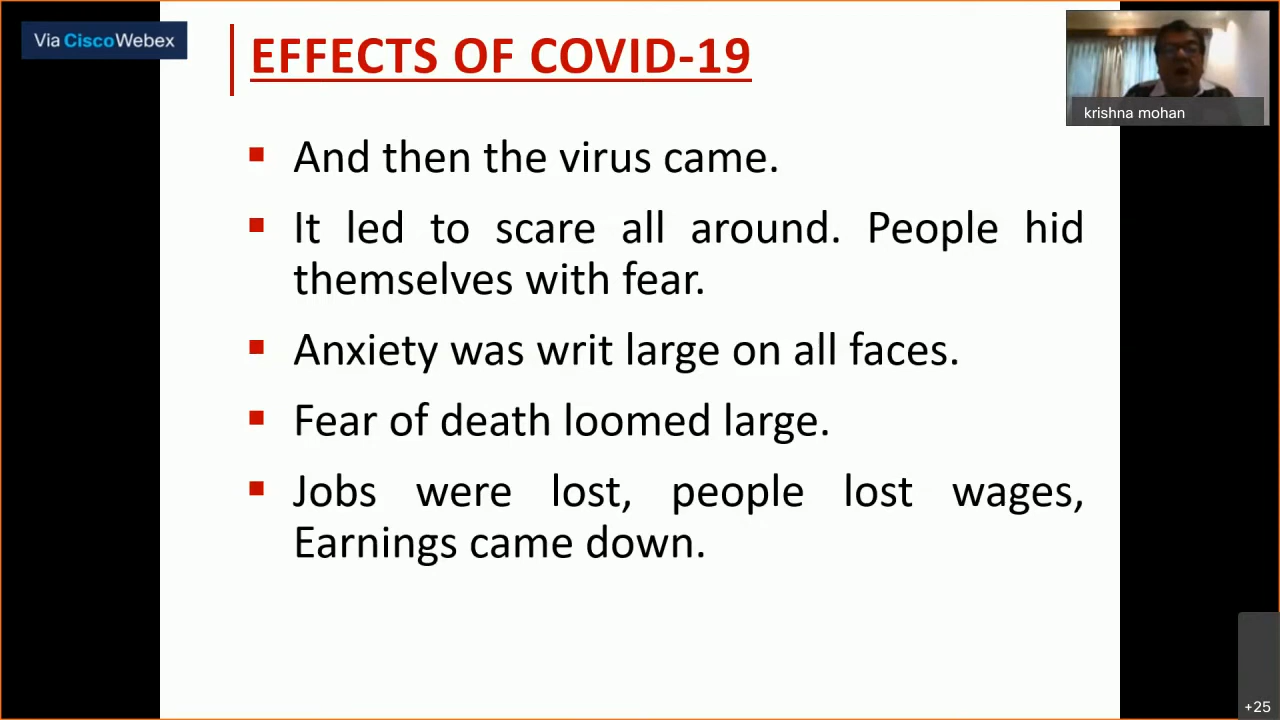 Via Cisco Webex
EFFECTS OF COVID-19
krishna mohan
And then the virus came.
It led to scare all around. People hid
themselves with fear.
Anxiety was writ large on all faces.
Fear of death loomed large.
Jobs were lost, people lost wages,
Earnings came down.
+25